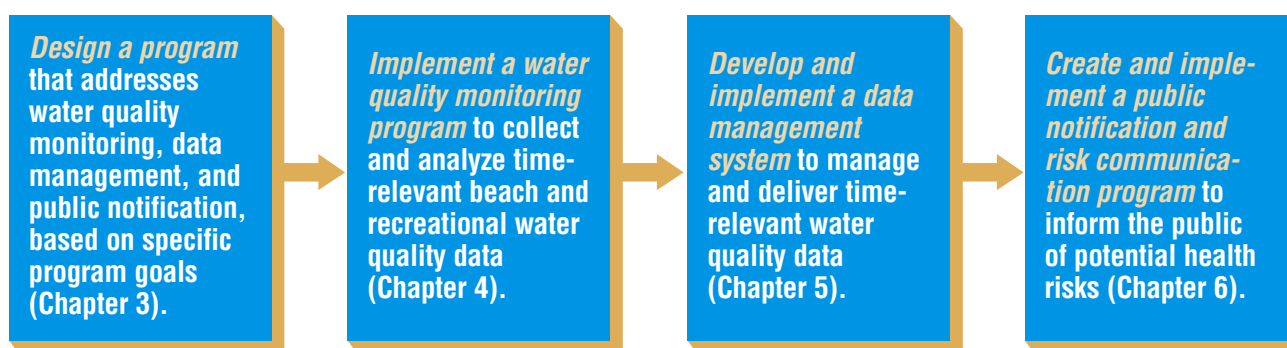 Design a program
that addresses
water quality
monitoring, data
management, and
public notification,
based on specific
program goals
(Chapter 3).
Implement a water
quality monitoring
program to collect
and analyze time-
relevant beach and
recreational water
quality data
(Chapter 4).
Develop and
implement a data
management
system to manage
and deliver time-
relevant water
quality data
(Chapter 5).
Create and imple-
ment a public
notification and
risk communica-
tion program to
inform the public
of potential health
risks (Chapter 6).